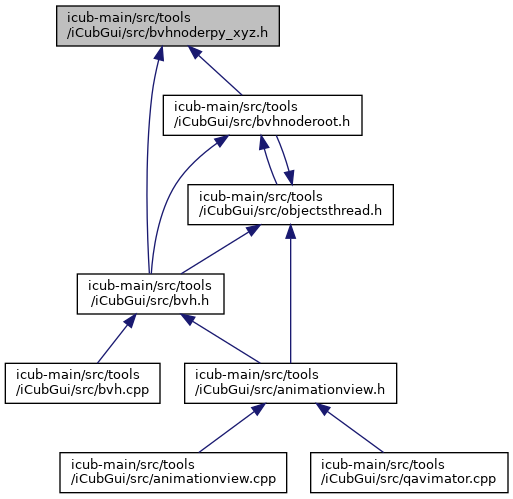 icub-main/src/tools
/iCubGui/src/bvhnoderpy_xyz.h
icub-main/src/tools
/iCubGui/src/bvhnoderoot.h
icub-main/src/tools
/iCubGui/src/objectsthread.h
icub-main/src/tools
/iCubGui/src/bvh.h
icub-main/src/tools
/iCubGui/src/bvh.cpp
icub-main/src/tools
/iCubGui/src/animationview.h
icub-main/src/tools
/iCubGui/src/animationview.cpp
icub-main/src/tools
/iCubGui/src/qavimator.cpp